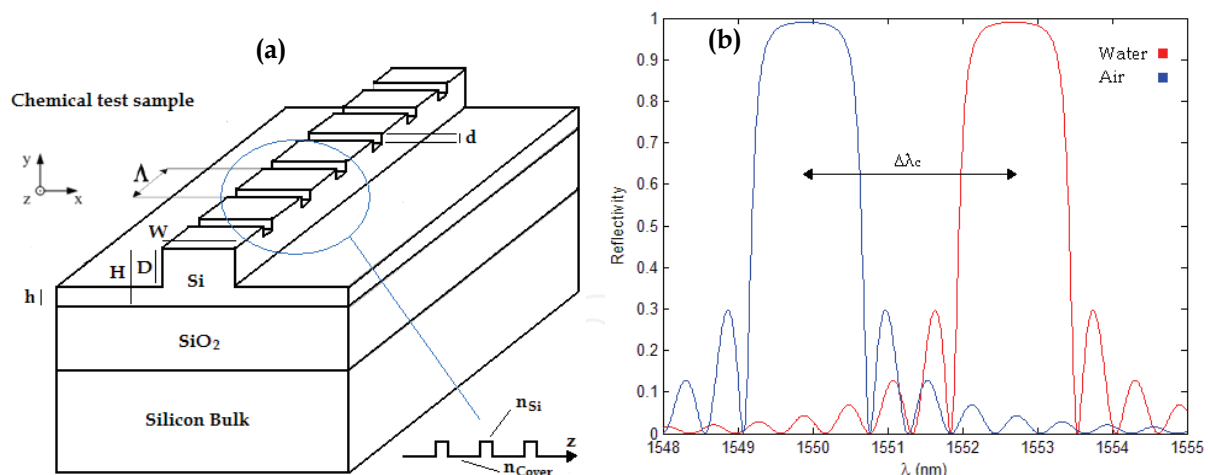 (a)
Chemical test sample
d
y
z
x
Λ
W
H
D
Si
h
SiO₂
Silicon Bulk
nSi
z
nCover
(b)
Water
Air
Δλc
Reflectivity
1
0.9
0.8
0.7
0.6
0.5
0.4
0.3
0.2
0.1
0
1548 1549 1550 1551 1552 1553 1554 1555
λ (nm)